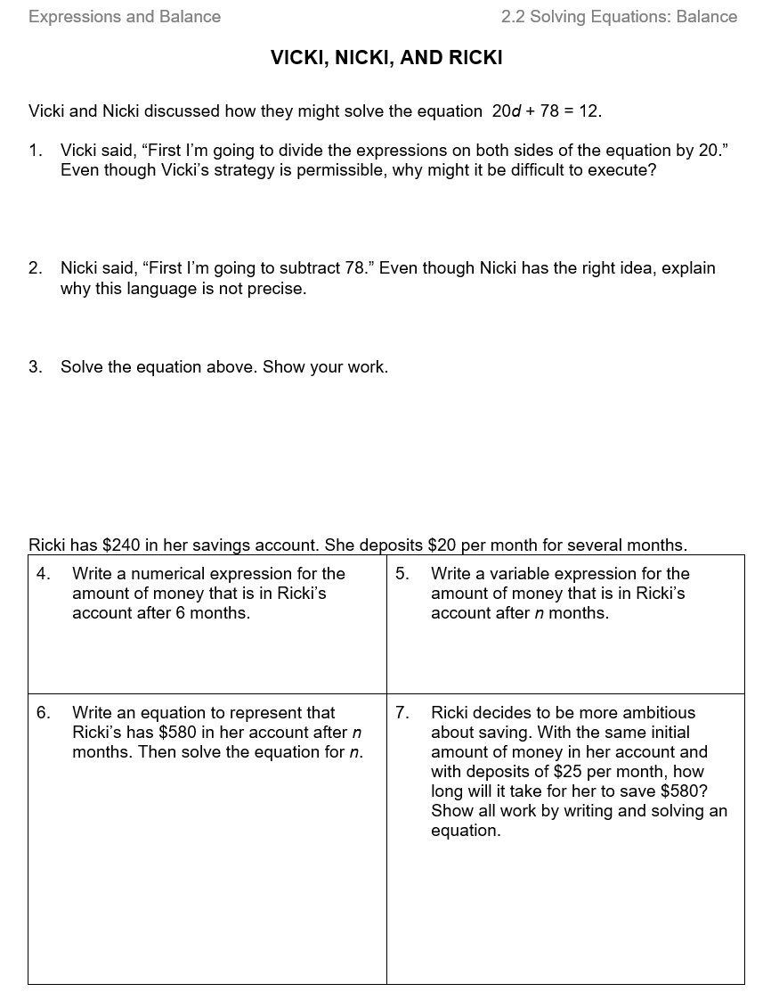 Expressions and Balance 2.2 Solving Equations: Balance
VICKI, NICKI, AND RICKI
Vicki and Nicki discussed how they might solve the equation 20d + 78 = 12.
1. Vicki said, “First I’m going to divide the expressions on both sides of the equation by 20.”
Even though Vicki’s strategy is permissible, why might it be difficult to execute?
2. Nicki said, “First I’m going to subtract 78.” Even though Nicki has the right idea, explain
why this language is not precise.
3. Solve the equation above. Show your work.
Ricki has $240 in her savings account. She deposits $20 per month for several months.
4. Write a numerical expression for the
amount of money that is in Ricki’s
account after 6 months.
5. Write a variable expression for the
amount of money that is in Ricki’s
account after n months.
6. Write an equation to represent that
Ricki’s has $580 in her account after n
months. Then solve the equation for n.
7. Ricki decides to be more ambitious
about saving. With the same initial
amount of money in her account and
with deposits of $25 per month, how
long will it take for her to save $580?
Show all work by writing and solving an
equation.